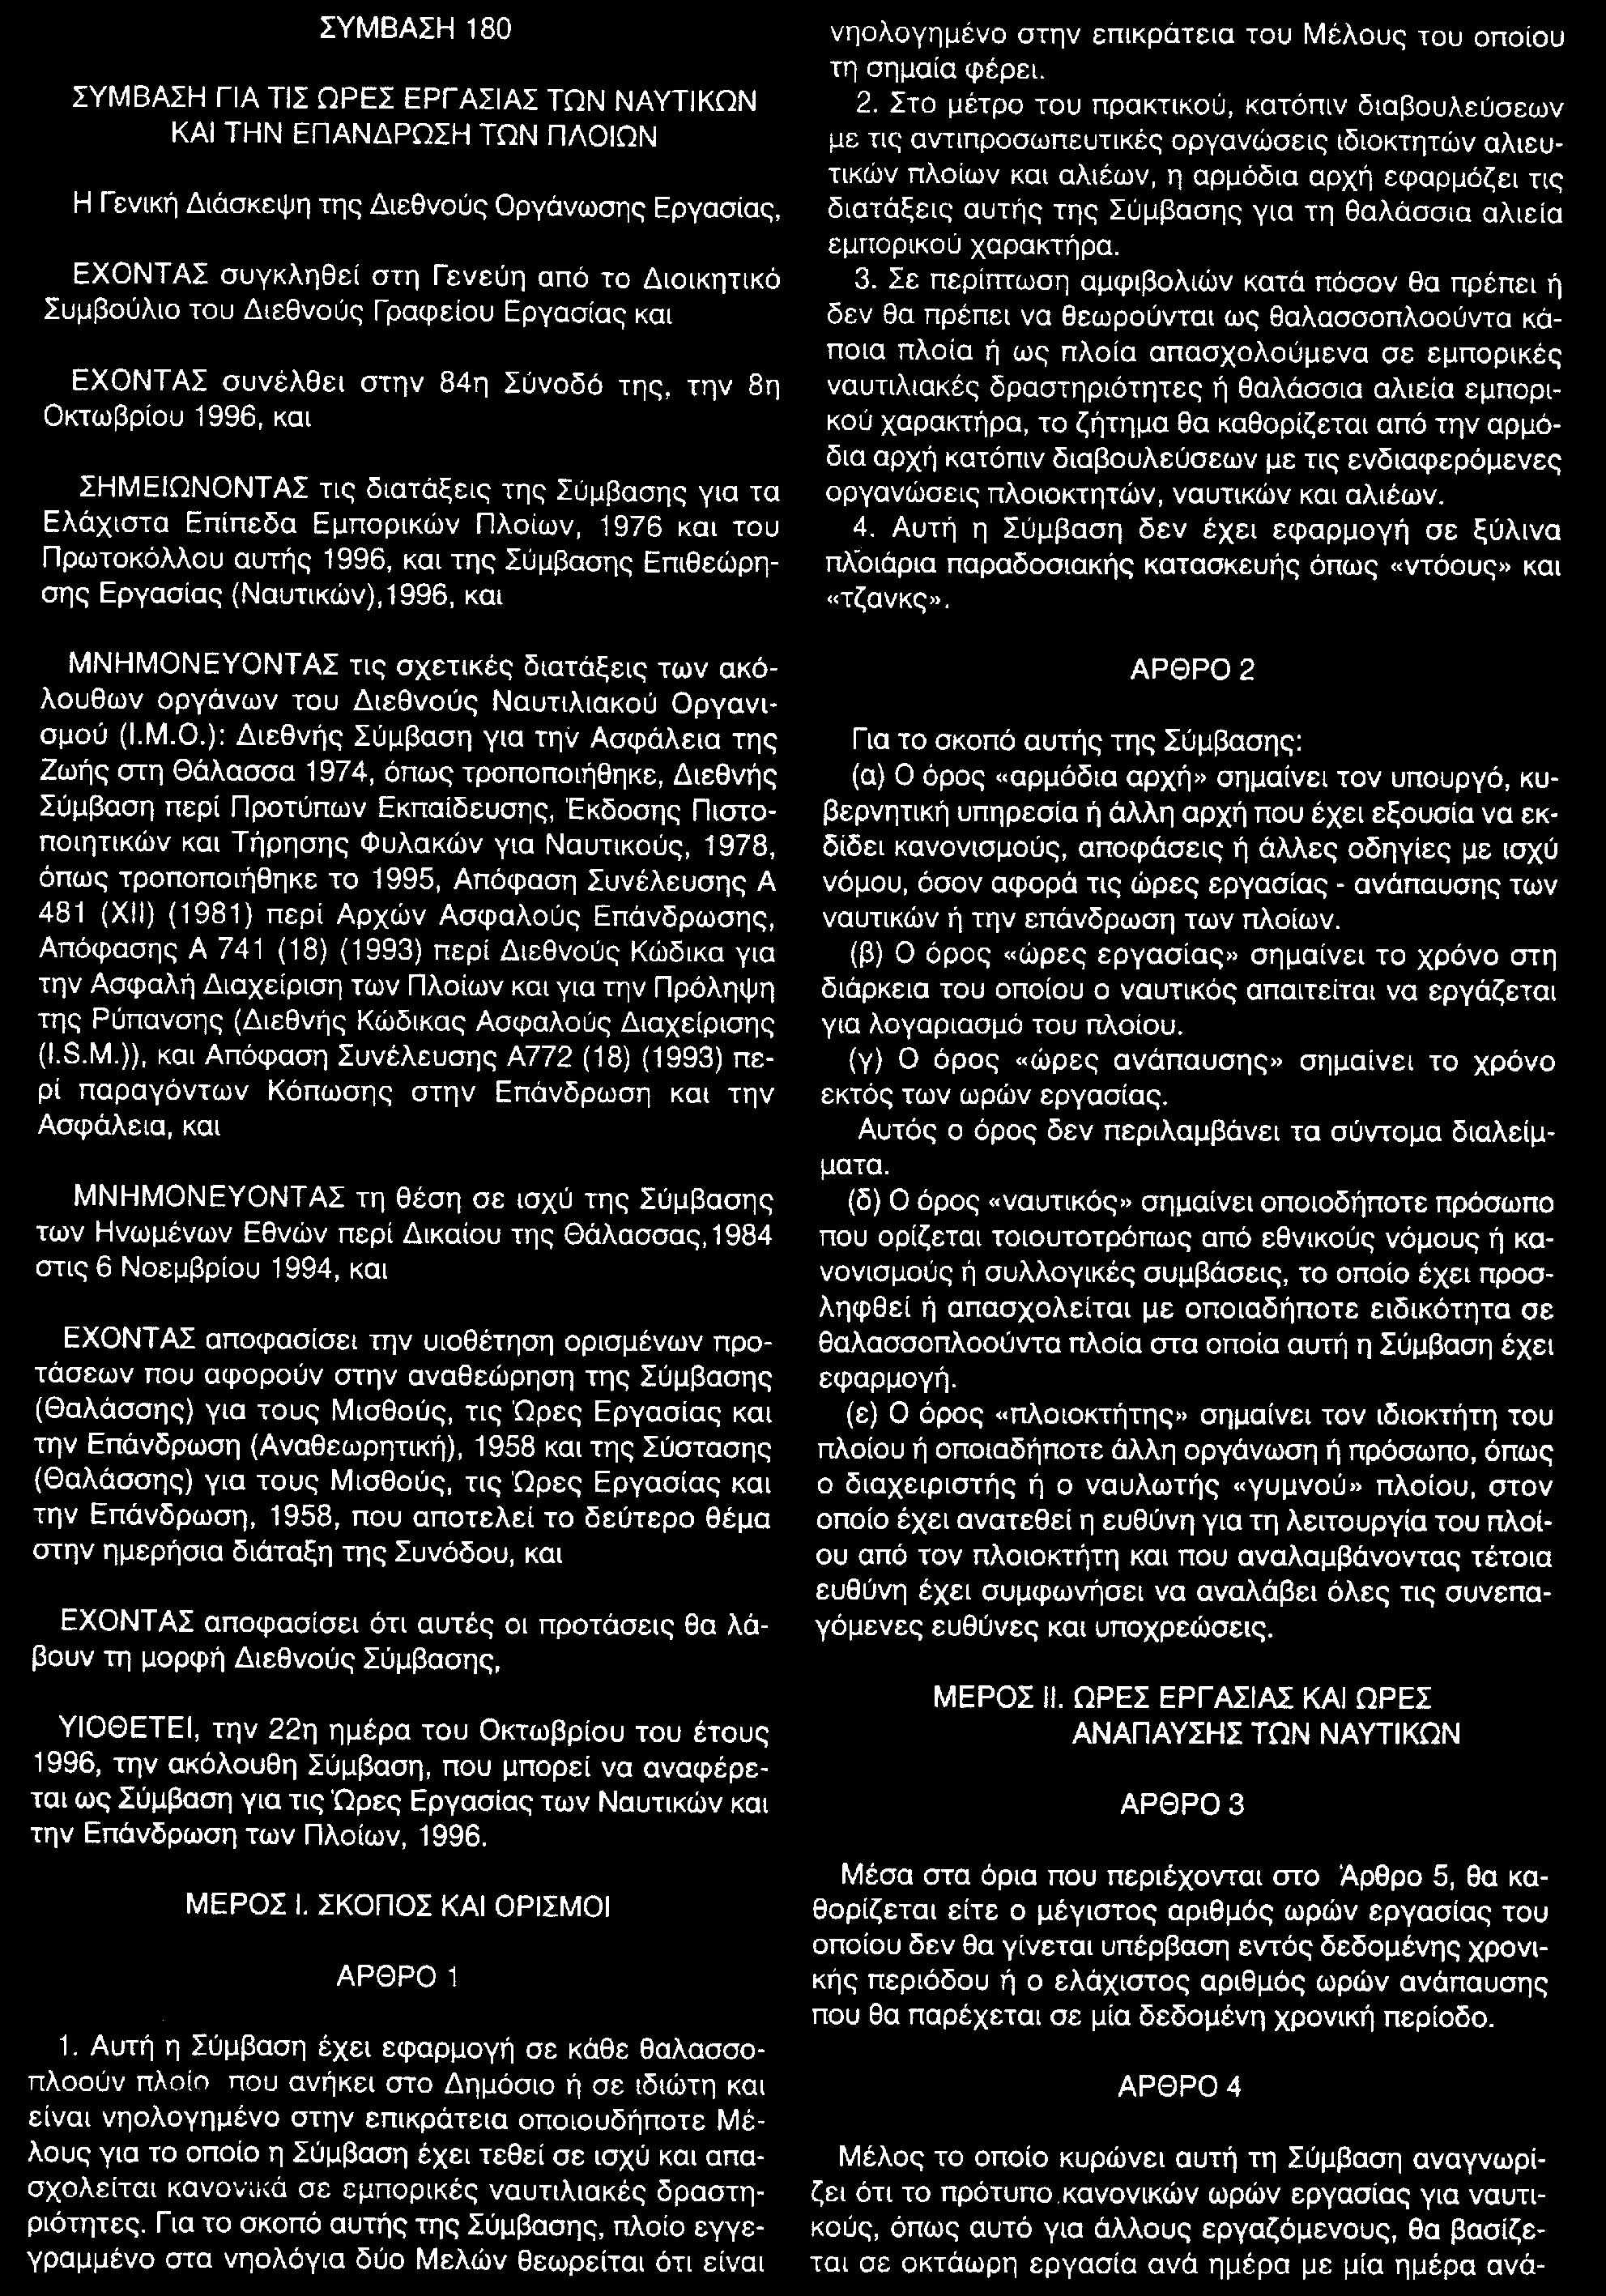 ΣΥΜΒΑΣΗ 180
ΣΥΜΒΑΣΗ ΓΙΑ ΤΙΣ ΩΡΕΣ ΕΡΓΑΣΙΑΣ ΤΩΝ ΝΑΥΤΙΚΩΝ
ΚΑΙ ΤΗΝ ΕΠΑΝΔΡΩΣΗ ΤΩΝ ΠΛΟΙΩΝ
Η Γενική Διάσκεψη της Διεθνούς Οργάνωσης Εργασίας,
ΕΧΟΝΤΑΣ συγκληθεί στη Γενεύη από το Διοικητικό
Συμβούλιο του Διεθνούς Γραφείου Εργασίας και
ΕΧΟΝΤΑΣ συνέλθει στην 84η Σύνοδό της, την 8η
Οκτωβρίου 1996, και
ΣΗΜΕΙΩΝΟΝΤΑΣ τις διατάξεις της Σύμβασης για τα
Ελάχιστα Επίπεδα Εμπορικών Πλοίων, 1976 και του
Πρωτοκόλλου αυτής 1996, και της Σύμβασης Επιθεώρη-
σης Εργασίας (Ναυτικών),1996, και
ΜΝΗΜΟΝΕΥΟΝΤΑΣ τις σχετικές διατάξεις των ακό-
λουθων οργάνων του Διεθνούς Ναυτιλιακού Οργανι-
σμού (Ι.Μ.Ο.): Διεθνής Σύμβαση για την Ασφάλεια της
Ζωής στη Θάλασσα 1974, όπως τροποποιήθηκε, Διεθνής
Σύμβαση περί Προτύπων Εκπαίδευσης, Έκδοσης Πιστο-
ποιητικών και Τήρησης Φυλακών για Ναυτικούς, 1978,
όπως τροποποιήθηκε το 1995, Απόφαση Συνέλευσης Α
481 (XII) (1981) περί Αρχών Ασφαλούς Επάνδρωσης,
Απόφασης Α 741 (18) (1993) περί Διεθνούς Κώδικα για
την Ασφαλή Διαχείριση των Πλοίων και για την Πρόληψη
της Ρύπανσης (Διεθνής Κώδικας Ασφαλούς Διαχείρισης
(I.S.M.)), και Απόφαση Συνέλευσης Α772 (18) (1993) πε-
ρί παραγόντων Κόπωσης στην Επάνδρωση και την
Ασφάλεια, και
ΜΝΗΜΟΝΕΥΟΝΤΑΣ τη θέση σε ισχύ της Σύμβασης
των Ηνωμένων Εθνών περί Δικαίου της Θάλασσας,1984
στις 6 Νοεμβρίου 1994, και
ΕΧΟΝΤΑΣ αποφασίσει την υιοθέτηση ορισμένων προ-
τάσεων που αφορούν στην αναθεώρηση της Σύμβασης
(Θαλάσσης) για τους Μισθούς, τις Ώρες Εργασίας και
την Επάνδρωση (Αναθεωρητική), 1958 και της Σύστασης
(Θαλάσσης) για τους Μισθούς, τις Ώρες Εργασίας και
την Επάνδρωση, 1958, που αποτελεί το δεύτερο θέμα
στην ημερήσια διάταξη της Συνόδου, και
ΕΧΟΝΤΑΣ αποφασίσει ότι αυτές οι προτάσεις θα λά-
βουν τη μορφή Διεθνούς Σύμβασης,
ΥΙΟΘΕΤΕΙ, την 22η ημέρα του Οκτωβρίου του έτους
1996, την ακόλουθη Σύμβαση, που μπορεί να αναφέρε-
ται ως Σύμβαση για τις Ώρες Εργασίας των Ναυτικών και
την Επάνδρωση των Πλοίων, 1996.
ΜΕΡΟΣ Ι. ΣΚΟΠΟΣ ΚΑΙ ΟΡΙΣΜΟΙ
ΑΡΘΡΟ 1
1. Αυτή η Σύμβαση έχει εφαρμογή σε κάθε θαλασσο-
πλοούν πλοίο που ανήκει στο Δημόσιο ή σε ιδιώτη και
είναι νηολογημένο στην επικράτεια οποιουδήποτε Μέ-
λους για το οποίο η Σύμβαση έχει τεθεί σε ισχύ και απα-
σχολείται κανονικά σε εμπορικές ναυτιλιακές δραστη-
ριότητες. Για το σκοπό αυτής της Σύμβασης, πλοίο εγγε-
γραμμένο στα νηολόγια δύο Μελών θεωρείται ότι είναι
νηολογημένο στην επικράτεια του Μέλους του οποίου
τη σημαία φέρει.
2. Στο μέτρο του πρακτικού, κατόπιν διαβουλεύσεων
με τις αντιπροσωπευτικές οργανώσεις ιδιοκτητών αλιευ-
τικών πλοίων και αλιέων, η αρμόδια αρχή εφαρμόζει τις
διατάξεις αυτής της Σύμβασης για τη θαλάσσια αλιεία
εμπορικού χαρακτήρα.
3. Σε περίπτωση αμφιβολιών κατά πόσον θα πρέπει ή
δεν θα πρέπει να θεωρούνται ως θαλασσοπλοούντα κά-
ποια πλοία ή ως πλοία απασχολούμενα σε εμπορικές
ναυτιλιακές δραστηριότητες ή θαλάσσια αλιεία εμπορι-
κού χαρακτήρα, το ζήτημα θα καθορίζεται από την αρμό-
δια αρχή κατόπιν διαβουλεύσεων με τις ενδιαφερόμενες
οργανώσεις πλοιοκτητών, ναυτικών και αλιέων.
4. Αυτή η Σύμβαση δεν έχει εφαρμογή σε ξύλινα
πλοιάρια παραδοσιακής κατασκευής όπως «ντόους» και
«τζανκς».
ΑΡΘΡΟ 2
Για το σκοπό αυτής της Σύμβασης:
(α) Ο όρος «αρμόδια αρχή» σημαίνει τον υπουργό, κυ-
βερνητική υπηρεσία ή άλλη αρχή που έχει εξουσία να εκ-
δίδει κανονισμούς, αποφάσεις ή άλλες οδηγίες με ισχύ
νόμου, όσον αφορά τις ώρες εργασίας - ανάπαυσης των
ναυτικών ή την επάνδρωση των πλοίων.
(β) Ο όρος «ώρες εργασίας» σημαίνει το χρόνο στη
διάρκεια του οποίου ο ναυτικός απαιτείται να εργάζεται
για λογαριασμό του πλοίου.
(γ) Ο όρος «ώρες ανάπαυσης» σημαίνει το χρόνο
εκτός των ωρών εργασίας.
Αυτός ο όρος δεν περιλαμβάνει τα σύντομα διαλείμ-
ματα.
(δ) Ο όρος «ναυτικός» σημαίνει οποιοδήποτε πρόσωπο
που ορίζεται τοιουτοτρόπως από εθνικούς νόμους ή κα-
νονισμούς ή συλλογικές συμβάσεις, το οποίο έχει προσ-
ληφθεί ή απασχολείται με οποιαδήποτε ειδικότητα σε
θαλασσοπλοούντα πλοία στα οποία αυτή η Σύμβαση έχει
εφαρμογή.
(ε) Ο όρος «πλοιοκτήτης» σημαίνει τον ιδιοκτήτη του
πλοίου ή οποιαδήποτε άλλη οργάνωση ή πρόσωπο, όπως
ο διαχειριστής ή ο ναυλωτής «γυμνού» πλοίου, στον
οποίο έχει ανατεθεί η ευθύνη για τη λειτουργία του πλοί-
ου από τον πλοιοκτήτη και που αναλαμβάνοντας τέτοια
ευθύνη έχει συμφωνήσει να αναλάβει όλες τις συνεπα-
γόμενες ευθύνες και υποχρεώσεις.
ΜΕΡΟΣ ΙΙ. ΩΡΕΣ ΕΡΓΑΣΙΑΣ ΚΑΙ ΩΡΕΣ
ΑΝΑΠΑΥΣΗΣ ΤΩΝ ΝΑΥΤΙΚΩΝ
ΑΡΘΡΟ 3
Μέσα στα όρια που περιέχονται στο Άρθρο 5, θα κα-
θορίζεται είτε ο μέγιστος αριθμός ωρών εργασίας του
οποίου δεν θα γίνεται υπέρβαση εντός δεδομένης χρονι-
κής περιόδου ή ο ελάχιστος αριθμός ωρών ανάπαυσης
που θα παρέχεται σε μία δεδομένη χρονική περίοδο.
ΑΡΘΡΟ 4
Μέλος το οποίο κυρώνει αυτή τη Σύμβαση αναγνωρί-
ζει ότι το πρότυπο.κανονικών ωρών εργασίας για ναυτι-
κούς, όπως αυτό για άλλους εργαζόμενους, θα βασίζε-
ται σε οκτάωρη εργασία ανά ημέρα με μία ημέρα ανά-